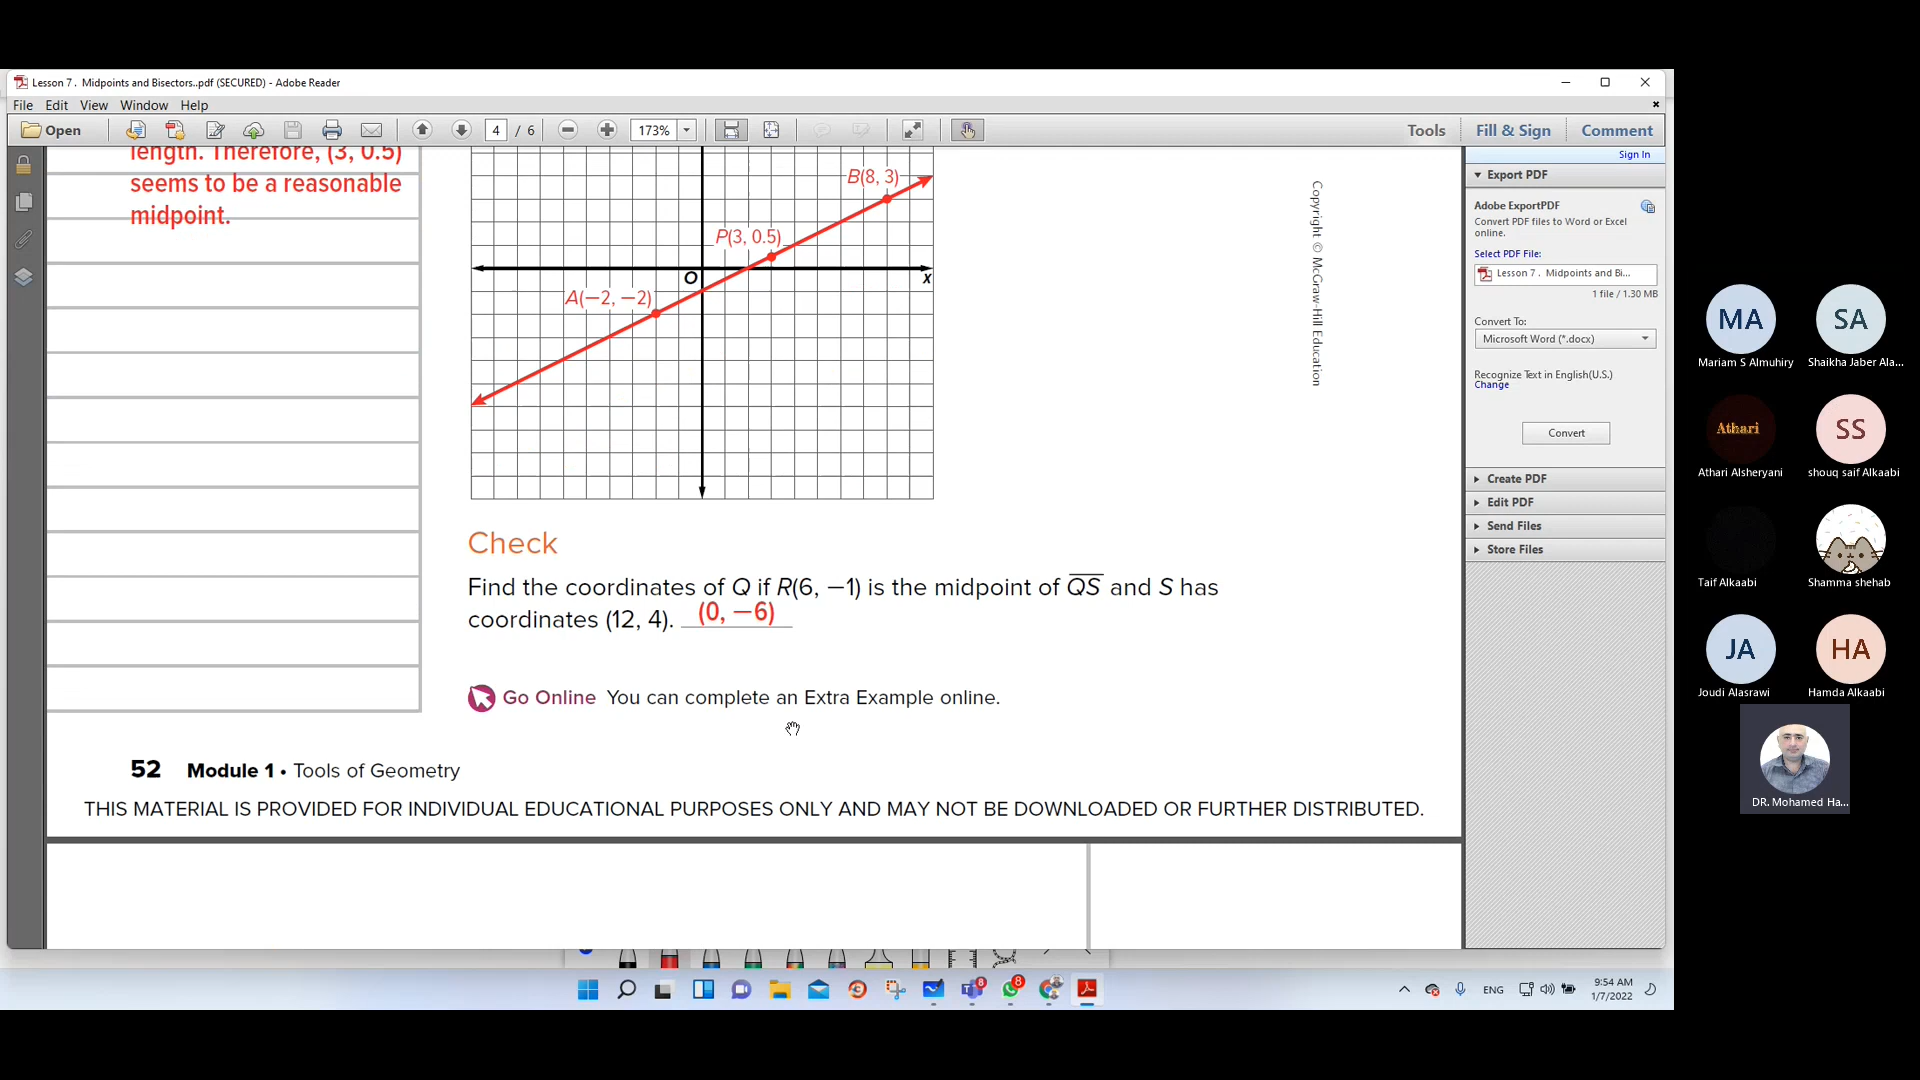 Lesson 7 .  Midpoints and Bisectors..pdf (SECURED) - Adobe Reader
File Edit View Window Help
Open 4 / 6 173% Tools Fill & Sign Comment
Sign In
Export PDF
Adobe ExportPDF
Convert PDF files to Word or Excel
online.
Select PDF File:
Lesson 7 .  Midpoints and Bi...
1 file / 1.30 MB
Convert To:
Microsoft Word (*.docx)
Recognize Text in English(U.S.)
Change
Convert
Create PDF
Edit PDF
Send Files
Store Files
length. Therefore, (3, 0.5)
seems to be a reasonable
midpoint.
B(8, 3)
P(3, 0.5)
O
x
A(−2, −2)
Copyright © McGraw-Hill Education
Check
Find the coordinates of Q if R(6, −1) is the midpoint of QS and S has
coordinates (12, 4). (0, −6)
Go Online You can complete an Extra Example online.
52 Module 1 • Tools of Geometry
THIS MATERIAL IS PROVIDED FOR INDIVIDUAL EDUCATIONAL PURPOSES ONLY AND MAY NOT BE DOWNLOADED OR FURTHER DISTRIBUTED.
MA
Mariam S Almuhiry
SA
Shaikha Jaber Ala...
Athari
Athari Alsheryani
SS
shouq saif Alkaabi
Taif Alkaabi
Shamma shehab
JA
Joudi Alasrawi
HA
Hamda Alkaabi
DR. Mohamed Ha...
8
8
ENG
9:54 AM
1/7/2022